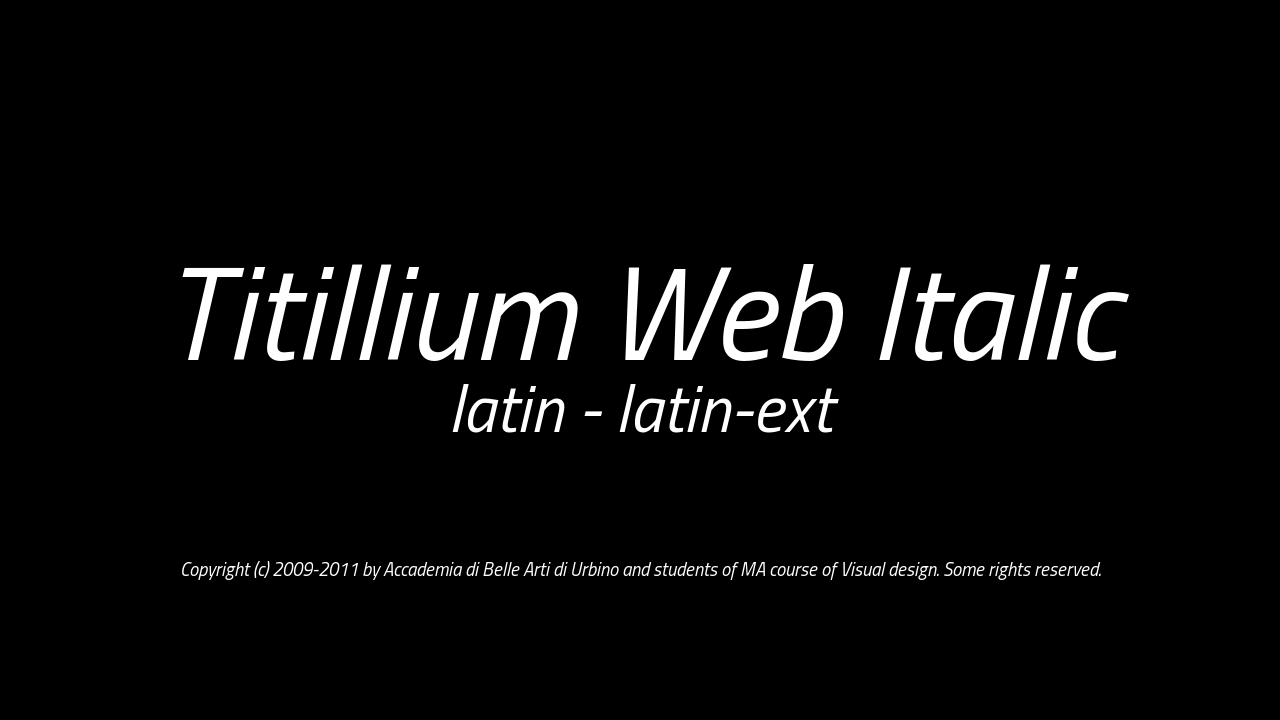 Titillium Web Italic
latin - latin-ext
Copyright (c) 2009-2011 by Accademia di Belle Arti di Urbino and students of MA course of Visual design. Some rights reserved.